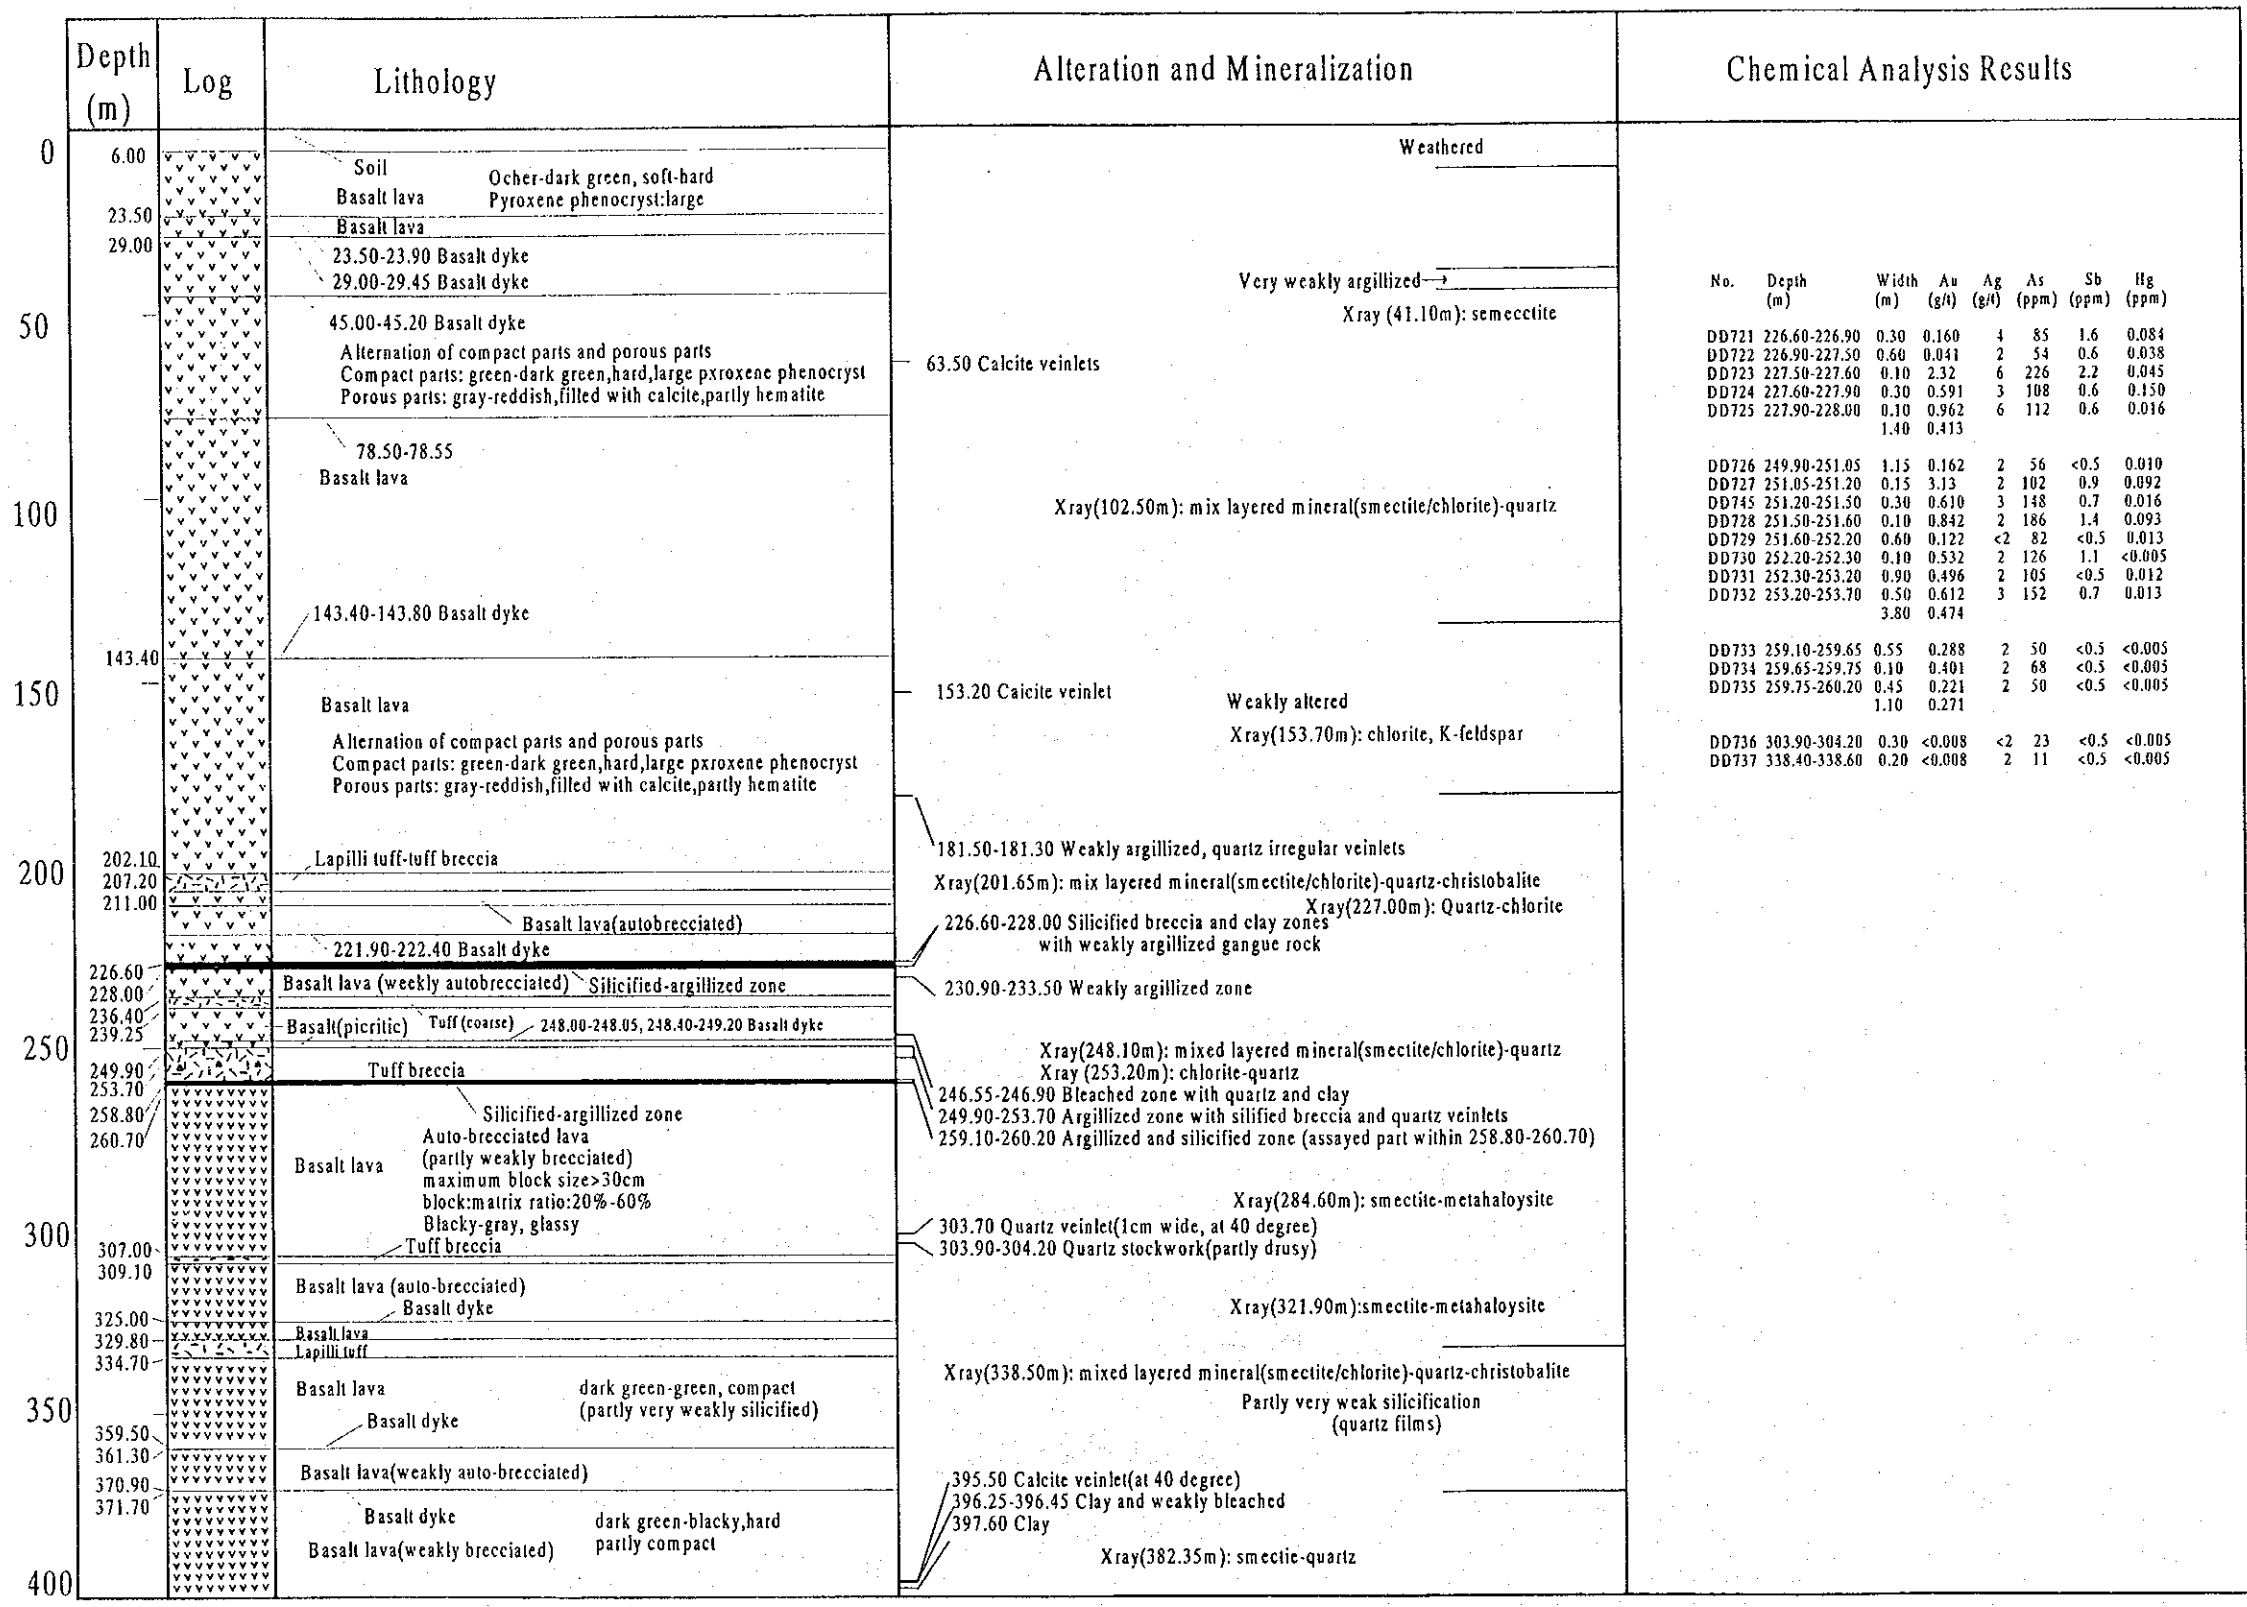 Depth
(m)
Log
Lithology
Alteration and Mineralization
Chemical Analysis Results
0
50
100
150
200
250
300
350
400
6.00
23.50
29.00
143.40
202.10
207.20
211.00
226.60
228.00
236.40
239.25
249.90
253.70
258.80
260.70
307.00
309.10
325.00
329.80
334.70
359.50
361.30
370.90
371.70
Soil
Ocher-dark green, soft-hard
Basalt lava
Pyroxene phenocryst:large
Basalt lava
23.50-23.90 Basalt dyke
29.00-29.45 Basalt dyke
45.00-45.20 Basalt dyke
Alternation of compact parts and porous parts
Compact parts: green-dark green,hard,large pxroxene phenocryst
Porous parts: gray-reddish,filled with calcite,partly hematite
78.50-78.55
Basalt lava
143.40-143.80 Basalt dyke
Basalt lava
Alternation of compact parts and porous parts
Compact parts: green-dark green,hard,large pxroxene phenocryst
Porous parts: gray-reddish,filled with calcite,partly hematite
Lapilli tuff-tuff breccia
Basalt lava(autobrecciated)
221.90-222.40 Basalt dyke
Basalt lava (weekly autobrecciated) Silicified-argillized zone
Basalt(picritic) Tuff(coarse) 248.00-248.05, 248.40-249.20 Basalt dyke
Tuff breccia
Silicified-argillized zone
Auto-brecciated lava
(partly weakly brecciated)
Basalt lava
maximum block size>30cm
block:matrix ratio:20%-60%
Blacky-gray, glassy
Tuff breccia
Basalt lava (auto-brecciated)
Basalt dyke
Basalt lava
Lapilli tuff
Basalt lava dark green-green, compact
(partly very weakly silicified)
Basalt dyke
Basalt lava(weakly auto-brecciated)
Basalt dyke
dark green-blacky,hard
partly compact
Basalt lava(weakly brecciated)
Weathered
Very weakly argillized
Xray (41.10m): semecctite
63.50 Calcite veinlets
Xray(102.50m): mix layered mineral(smectite/chlorite)-quartz
153.20 Caicite veinlet
Weakly altered
Xray(153.70m): chlorite, K-feldspar
181.50-181.30 Weakly argillized, quartz irregular veinlets
Xray(201.65m): mix layered mineral(smectite/chlorite)-quartz-christobalite
Xray(227.00m): Quartz-chlorite
226.60-228.00 Silicified breccia and clay zones
with weakly argillized gangue rock
230.90-233.50 Weakly argillized zone
Xray(248.10m): mixed layered mineral(smectite/chlorite)-quartz
Xray (253.20m): chlorite-quartz
246.55-246.90 Bleached zone with quartz and clay
249.90-253.70 Argillized zone with silified breccia and quartz veinlets
259.10-260.20 Argillized and silicified zone (assayed part within 258.80-260.70)
Xray(284.60m): smectite-metahaloysite
303.70 Quartz veinlet(1cm wide, at 40 degree)
303.90-304.20 Quartz stockwork(partly drusy)
Xray(321.90m):smectite-metahaloysite
Xray(338.50m): mixed layered mineral(smectite/chlorite)-quartz-christobalite
Partly very weak silicification
(quartz films)
395.50 Calcite veinlet(at 40 degree)
396.25-396.45 Clay and weakly bleached
397.60 Clay
Xray(382.35m): smectie-quartz
No. Depth Width Au Ag As Sb Hg
(m) (m) (g/t) (g/t) (ppm) (ppm) (ppm)
DD721 226.60-226.90 0.30 0.160 4 85 1.6 0.084
DD722 226.90-227.50 0.60 0.041 2 54 0.6 0.038
DD723 227.50-227.60 0.10 2.32 6 226 2.2 0.045
DD724 227.60-227.90 0.30 0.591 3 108 0.6 0.150
DD725 227.90-228.00 0.10 0.962 6 112 0.6 0.016
1.40 0.413
DD726 249.90-251.05 1.15 0.162 2 56 <0.5 0.010
DD727 251.05-251.20 0.15 3.13 2 102 0.9 0.092
DD745 251.20-251.50 0.30 0.610 3 148 0.7 0.016
DD728 251.50-251.60 0.10 0.842 2 186 1.4 0.093
DD729 251.60-252.20 0.60 0.122 <2 82 <0.5 0.013
DD730 252.20-252.30 0.10 0.532 2 126 1.1 <0.005
DD731 252.30-253.20 0.90 0.496 2 105 <0.5 0.012
DD732 253.20-253.70 0.50 0.612 3 152 0.7 0.013
3.80 0.474
DD733 259.10-259.65 0.55 0.288 2 50 <0.5 <0.005
DD734 259.65-259.75 0.10 0.401 2 68 <0.5 <0.005
DD735 259.75-260.20 0.45 0.221 2 50 <0.5 <0.005
1.10 0.271
DD736 303.90-304.20 0.30 <0.008 <2 23 <0.5 <0.005
DD737 338.40-338.60 0.20 <0.008 2 11 <0.5 <0.005